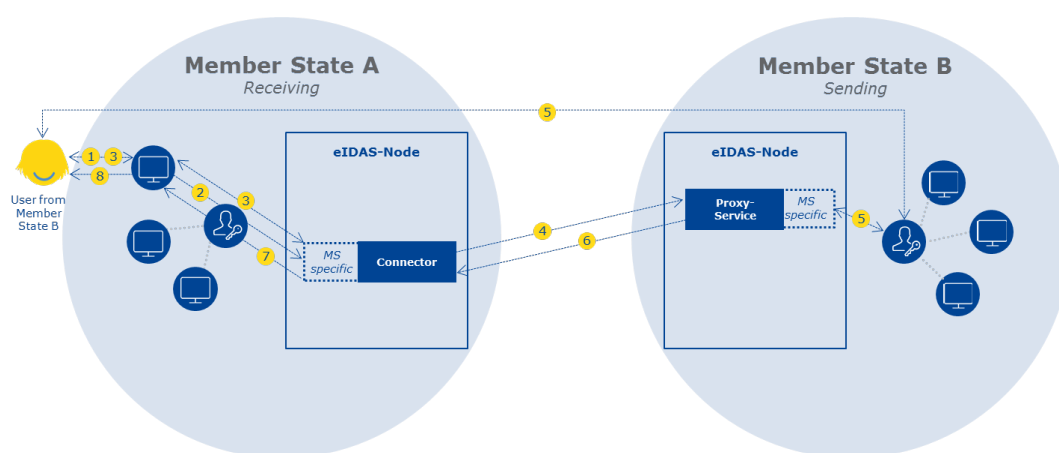 Member State A
Receiving
Member State B
Sending
5
eIDAS-Node
eIDAS-Node
1
3
8
2
3
User from
Member
State B
Proxy-
Service
MS
specific
4
5
6
7
MS
specific
Connector